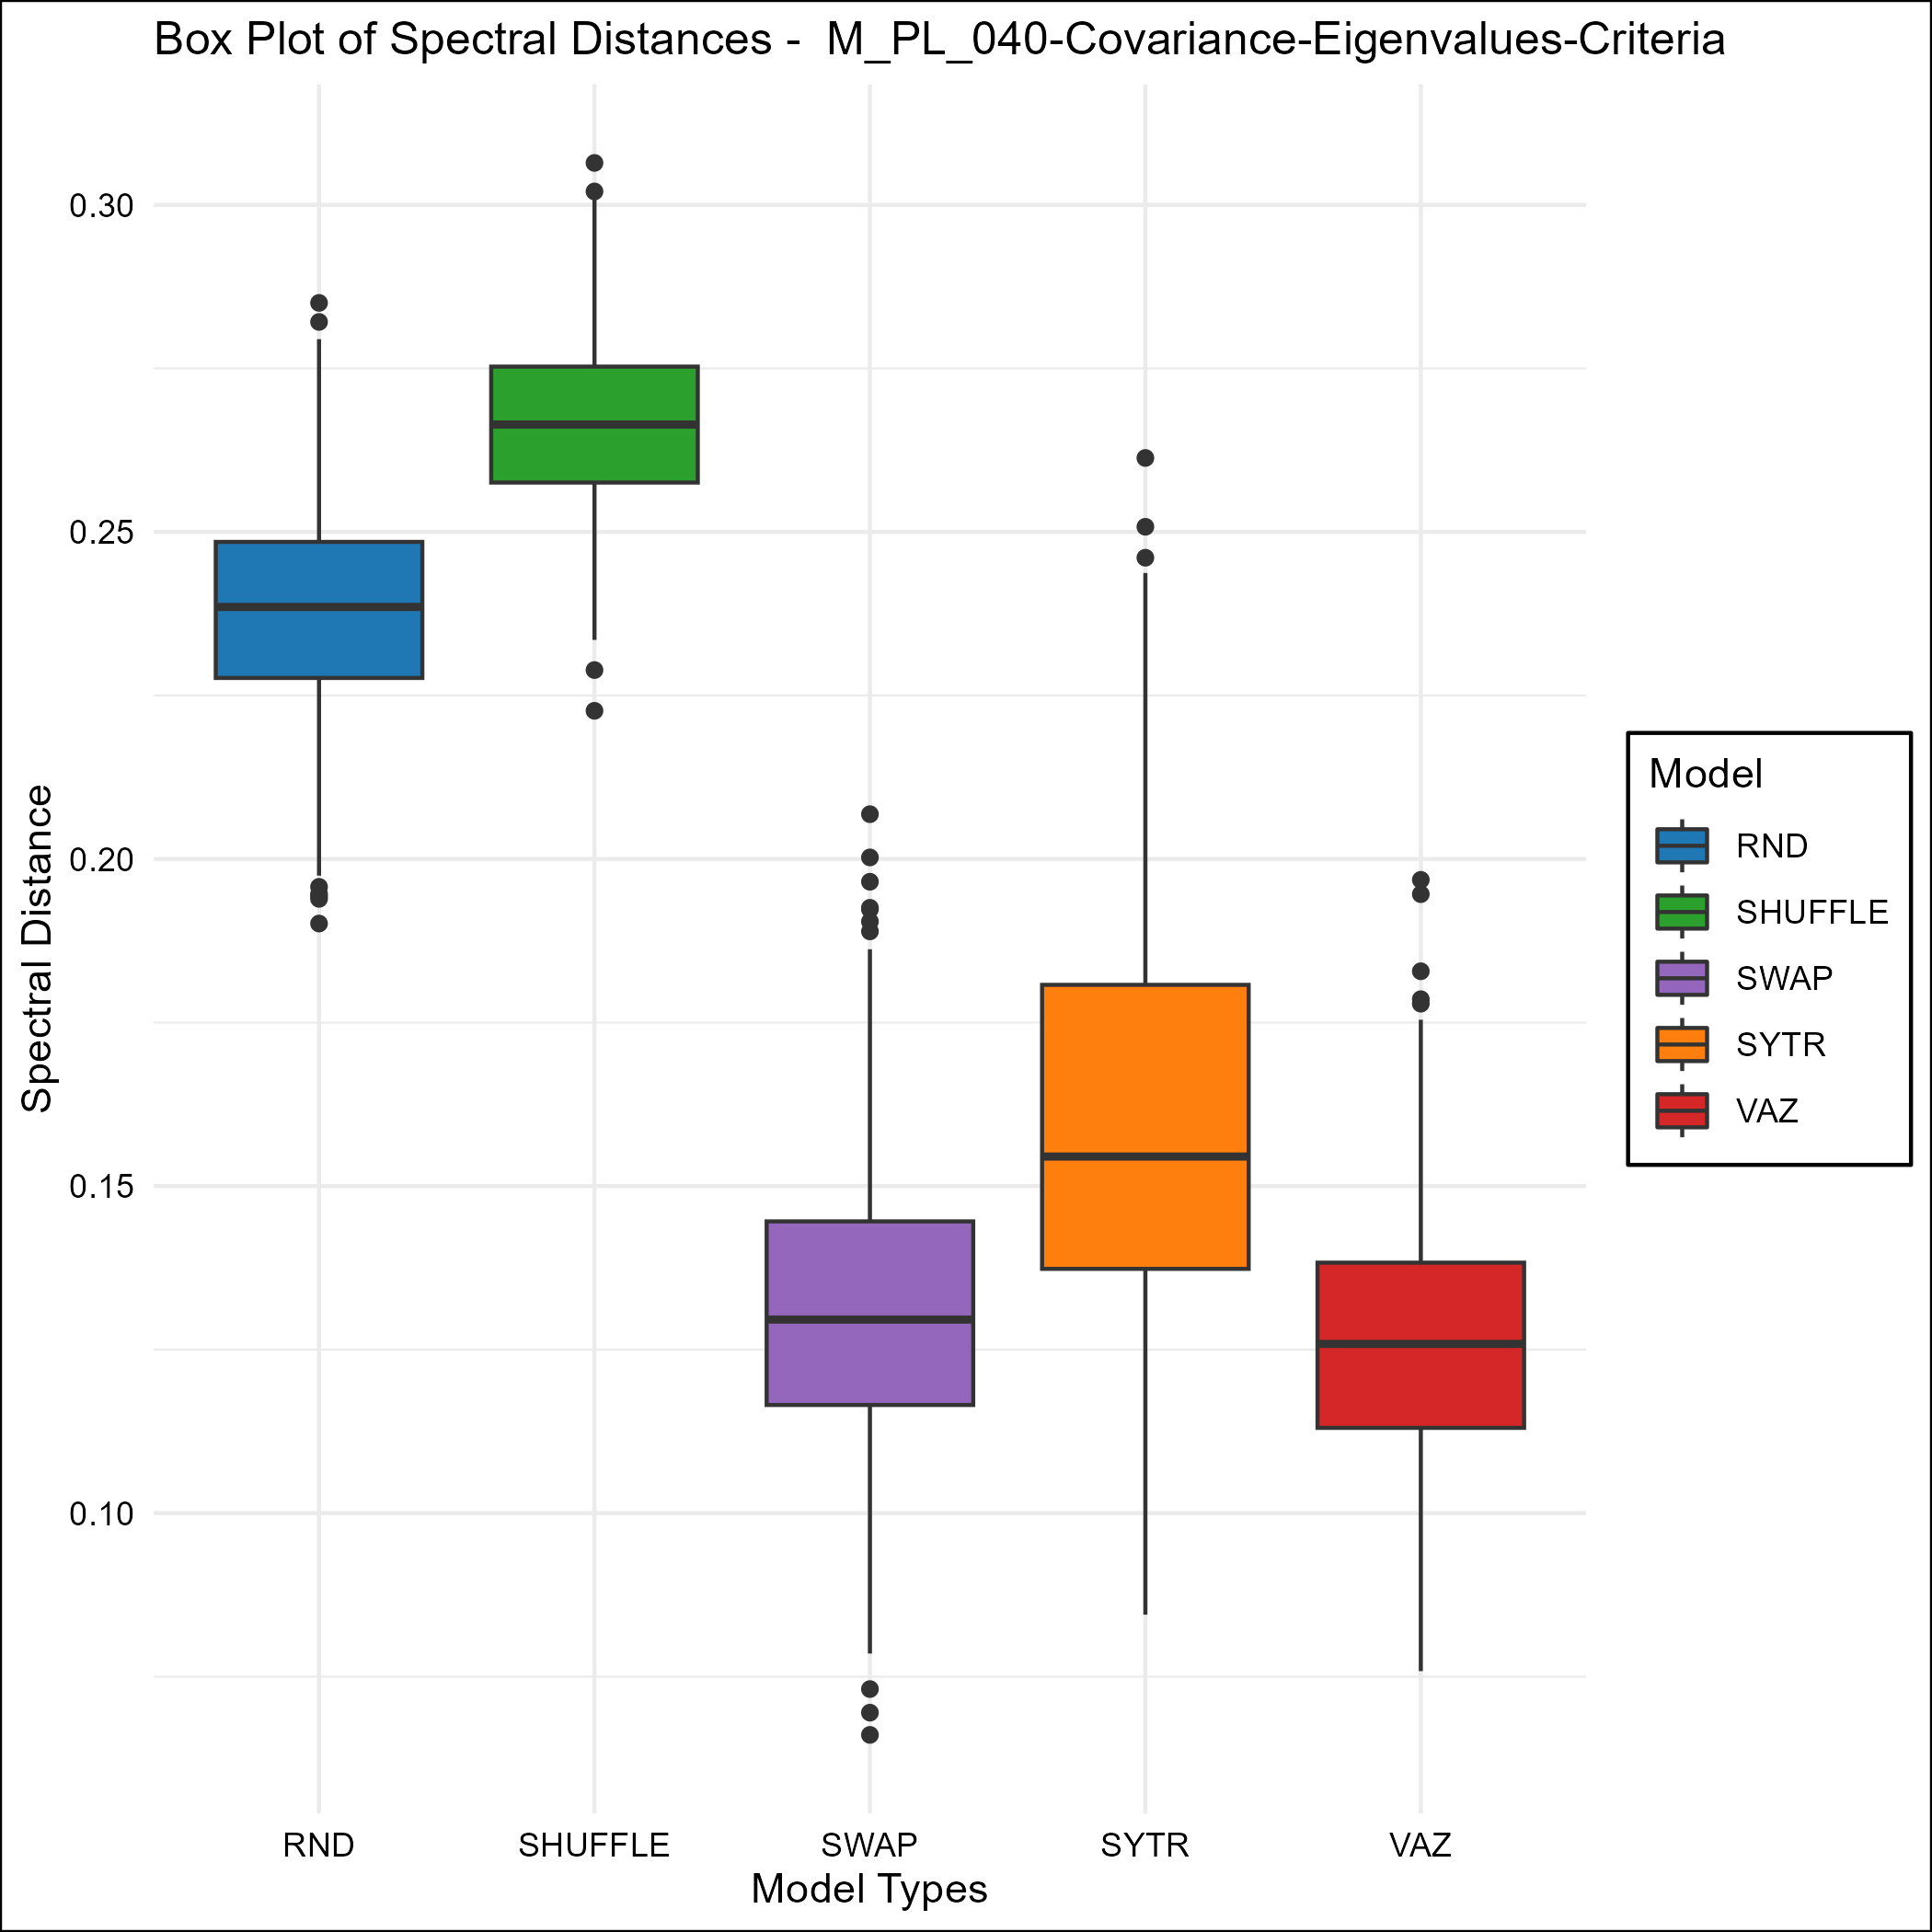 Box Plot of Spectral Distances -  M_PL_040-Covariance-Eigenvalues-Criteria
0.30
0.25
0.20
0.15
0.10
Spectral Distance
RND
SHUFFLE
SWAP
SYTR
VAZ
Model Types
Model
RND
SHUFFLE
SWAP
SYTR
VAZ